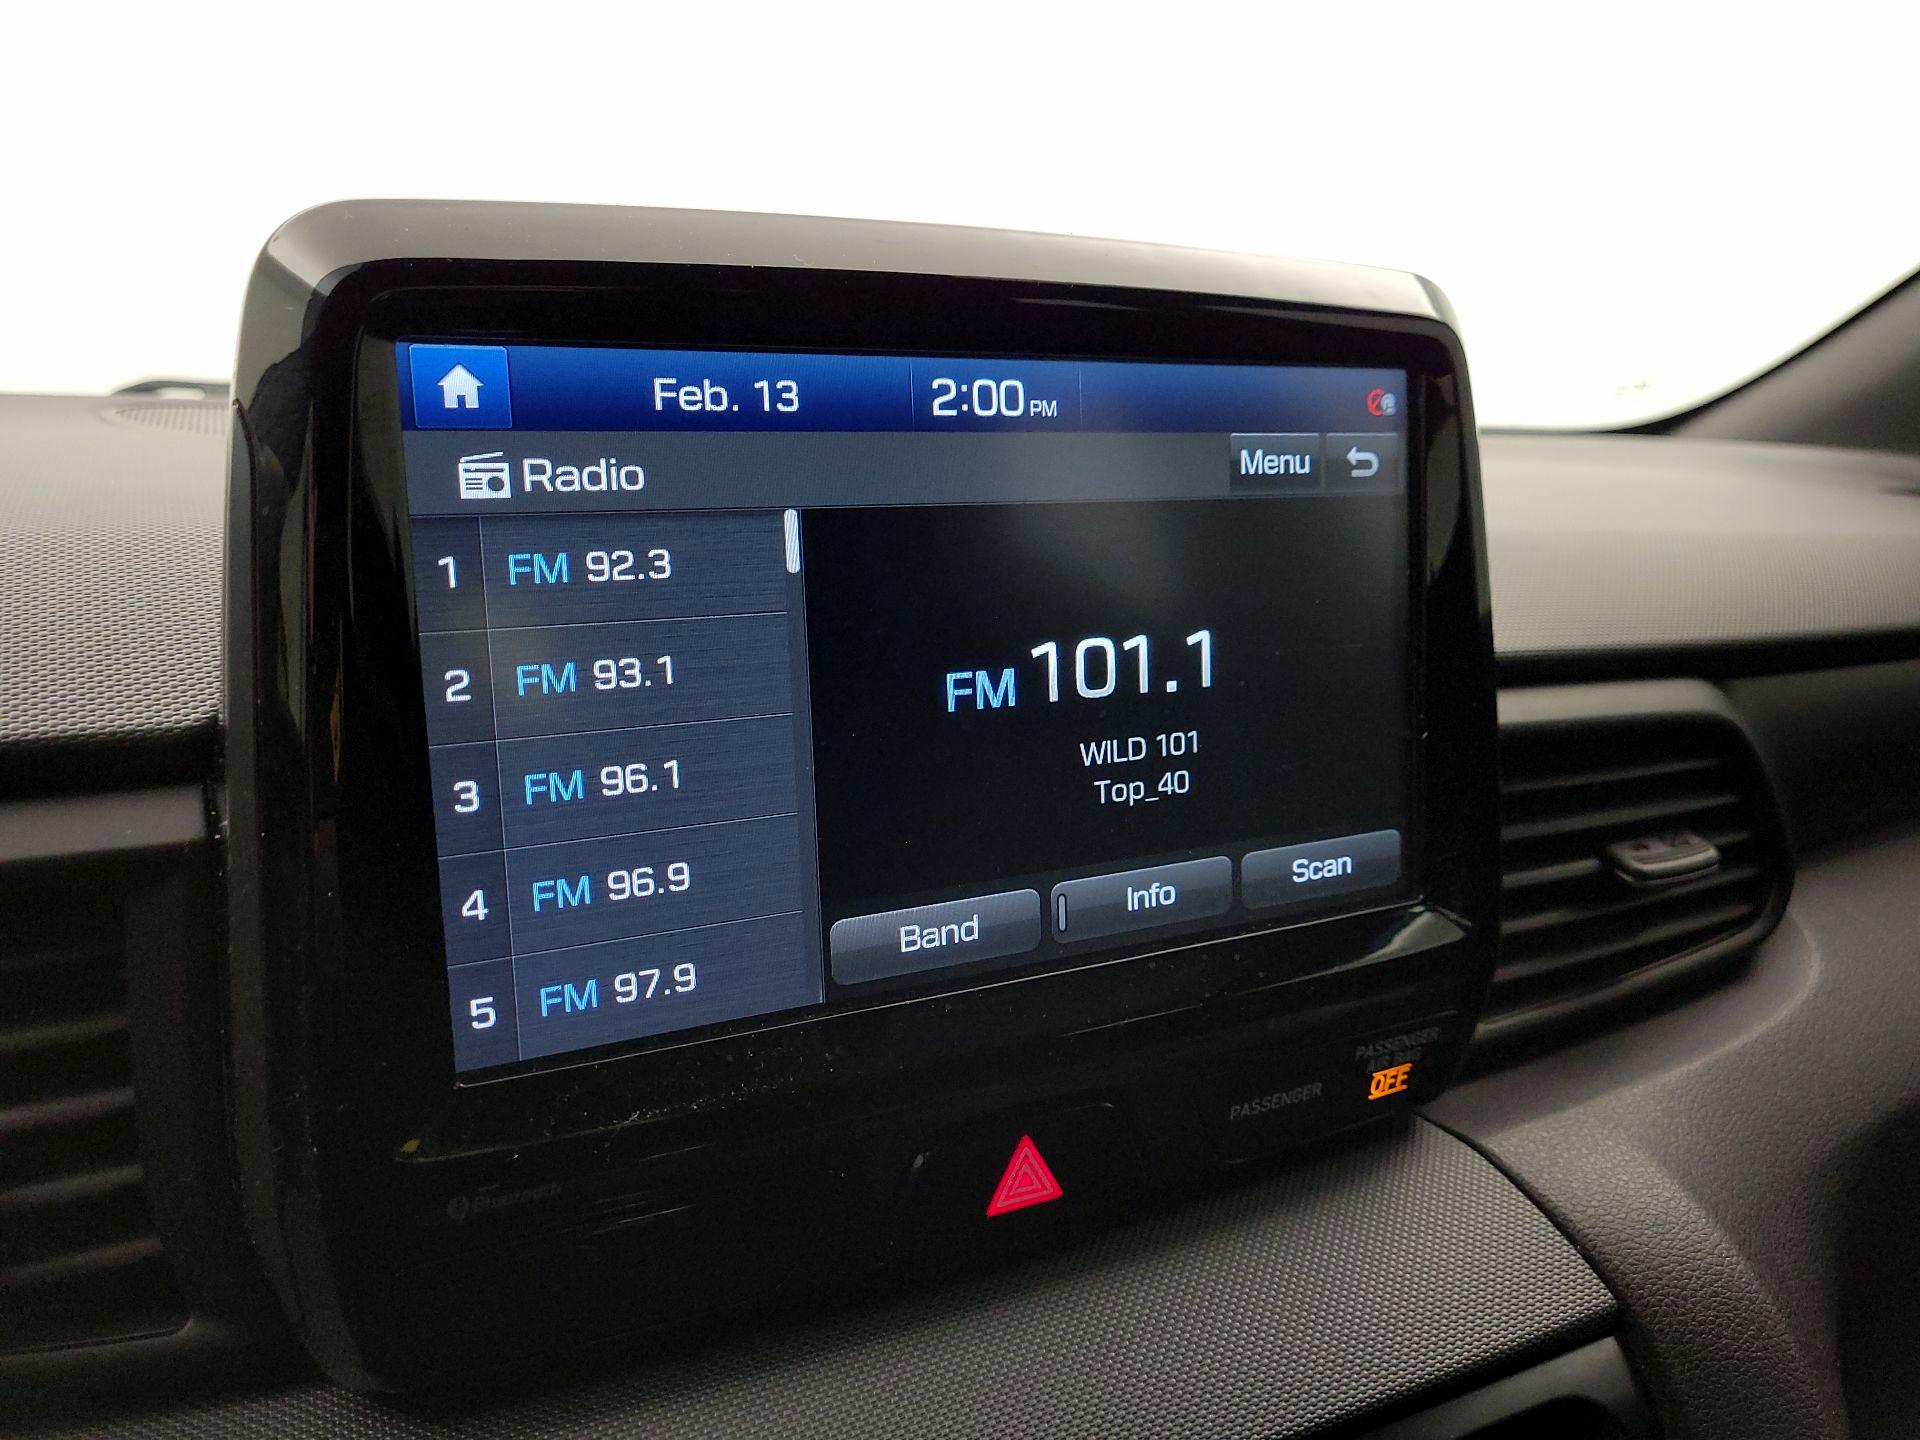 Feb. 13 2:00 PM
Radio
Menu
1 FM 92.3
2 FM 93.1
3 FM 96.1
4 FM 96.9
5 FM 97.9
FM 101.1
WILD 101
Top_40
Band Info Scan
PASSENGER
AIR BAG
OFF
PASSENGER
Bluetooth